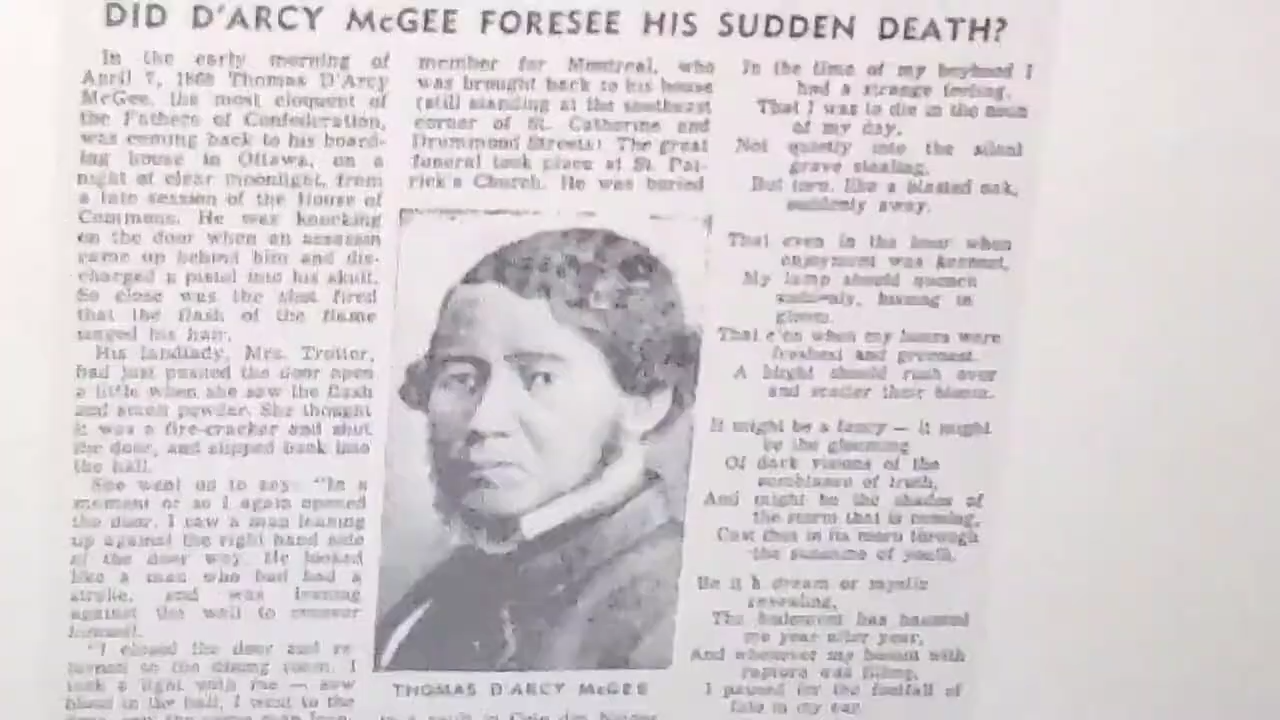 DID D'ARCY McGEE FORESEE HIS SUDDEN DEATH?
In the early morning of
April 7, 1868 Thomas D'Arcy
McGee, the most eloquent of
the Fathers of Confederation,
was coming back to his board-
ing house in Ottawa, on a
night of clear moonlight, from
a late session of the House of
Commons. He was knocking
on the door when an assassin
came up behind him and dis-
charged a pistol into his skull.
So close was the shot fired
that the flash of the flame
singed his hair.
His landlady, Mrs. Trotter,
had just pushed the door open
a little when she saw the flash
and smelt powder. She thought
it was a fire-cracker and shut
the door, and slipped back into
the hall.
She went on to say: "In a
moment or so I again opened
the door. I saw a man leaning
up against the right hand side
of the door way. He looked
like a man who had had a
stroke, and was leaning
against the wall to recover
himself.
"I closed the door and re-
turned to the dining room. I
took a light with me — saw
blood in the hall, I went to the
member for Montreal, who
was brought back to his house
(still standing at the southeast
corner of St. Catherine and
Drummond Streets) The great
funeral took place at St. Pat-
rick's Church. He was buried
THOMAS D'ARCY McGEE
in a vault in Cote des Neiges
In the time of my boyhood I
had a strange feeling,
That I was to die in the noon
of my day,
Not quietly into the silent
grave stealing,
But torn, like a blasted oak,
suddenly away.
That even in the hour when
enjoyment was keenest,
My lamp should quench
suddenly, hissing in
gloom,
That e'en when my hours were
freshest and greenest,
A blight should rush over
and scatter their bloom.
It might be a fancy — it might
be the glooming
Of dark visions of the
semblance of truth,
And might be the shades of
the storm that is coming,
Cast thus in its morn through
the sunshine of youth.
Be it a dream or mystic
revealing,
The bodement has haunted
me year after year,
And whenever my bosom with
rapture was filling,
I paused for the footfall of
fate in my ear.